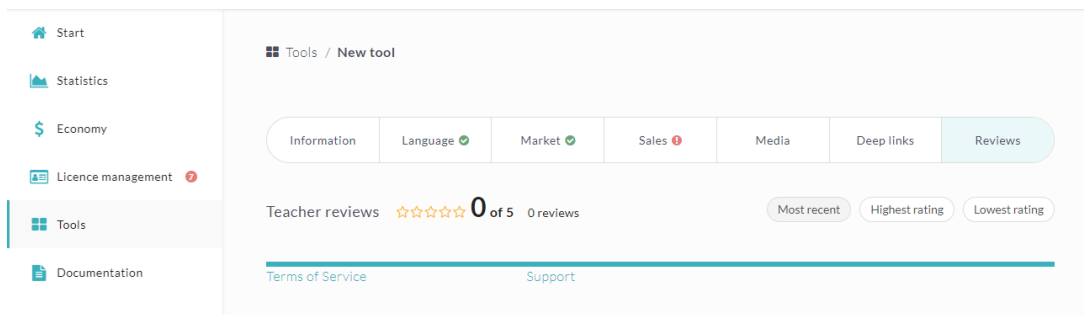 Start
Statistics
Economy
Licence management 7
Tools
Documentation
Tools / New tool
Information Language Market Sales Media Deep links Reviews
Teacher reviews 0 of 5 0 reviews Most recent Highest rating Lowest rating
Terms of Service Support